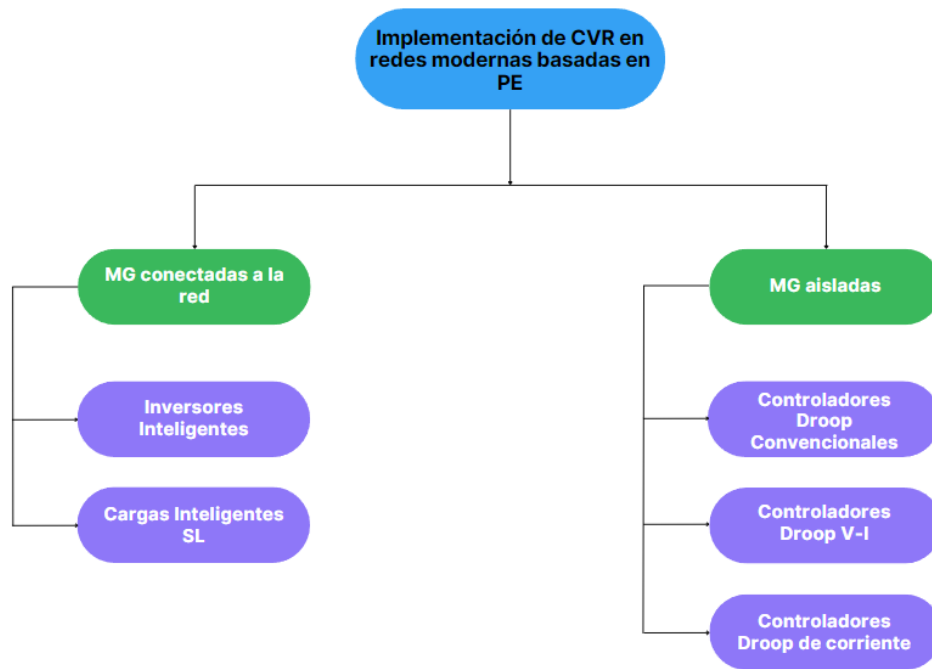 Implementación de CVR en
redes modernas basadas en
PE
MG conectadas a la
red
Inversores
Inteligentes
Cargas Inteligentes
SL
MG aisladas
Controladores
Droop
Convencionales
Controladores
Droop V-I
Controladores
Droop de corriente